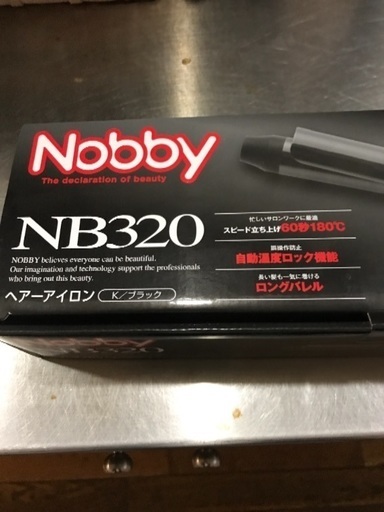 Nobby
The declaration of beauty
NB320
NOBBY believes everyone can be beautiful.
Our imagination and technology support the professionals
who bring out this beauty.
ヘアーアイロン K/ブラック
忙しいサロンワークに最適
スピード立ち上げ60秒180℃
誤操作防止
自動温度ロック機能
長い髪も一気に巻ける
ロングバレル
Nobby
NB320